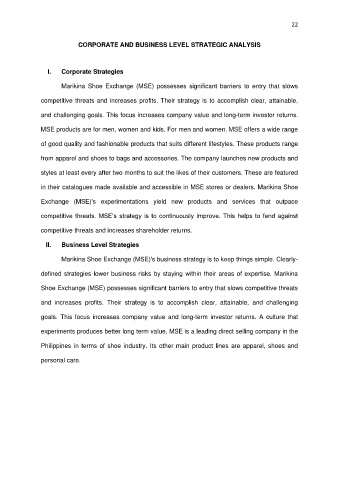 22
CORPORATE AND BUSINESS LEVEL STRATEGIC ANALYSIS
I. Corporate Strategies
Marikina Shoe Exchange (MSE) possesses significant barriers to entry that slows
competitive threats and increases profits. Their strategy is to accomplish clear, attainable,
and challenging goals. This focus increases company value and long-term investor returns.
MSE products are for men, women and kids. For men and women, MSE offers a wide range
of good quality and fashionable products that suits different lifestyles. These products range
from apparel and shoes to bags and accessories. The company launches new products and
styles at least every after two months to suit the likes of their customers. These are featured
in their catalogues made available and accessible in MSE stores or dealers. Marikina Shoe
Exchange (MSE)'s experimentations yield new products and services that outpace
competitive threats. MSE's strategy is to continuously improve. This helps to fend against
competitive threats and increases shareholder returns.
II. Business Level Strategies
Marikina Shoe Exchange (MSE)'s business strategy is to keep things simple. Clearly-
defined strategies lower business risks by staying within their areas of expertise. Marikina
Shoe Exchange (MSE) possesses significant barriers to entry that slows competitive threats
and increases profits. Their strategy is to accomplish clear, attainable, and challenging
goals. This focus increases company value and long-term investor returns. A culture that
experiments produces better long term value. MSE is a leading direct selling company in the
Philippines in terms of shoe industry. Its other main product lines are apparel, shoes and
personal care.